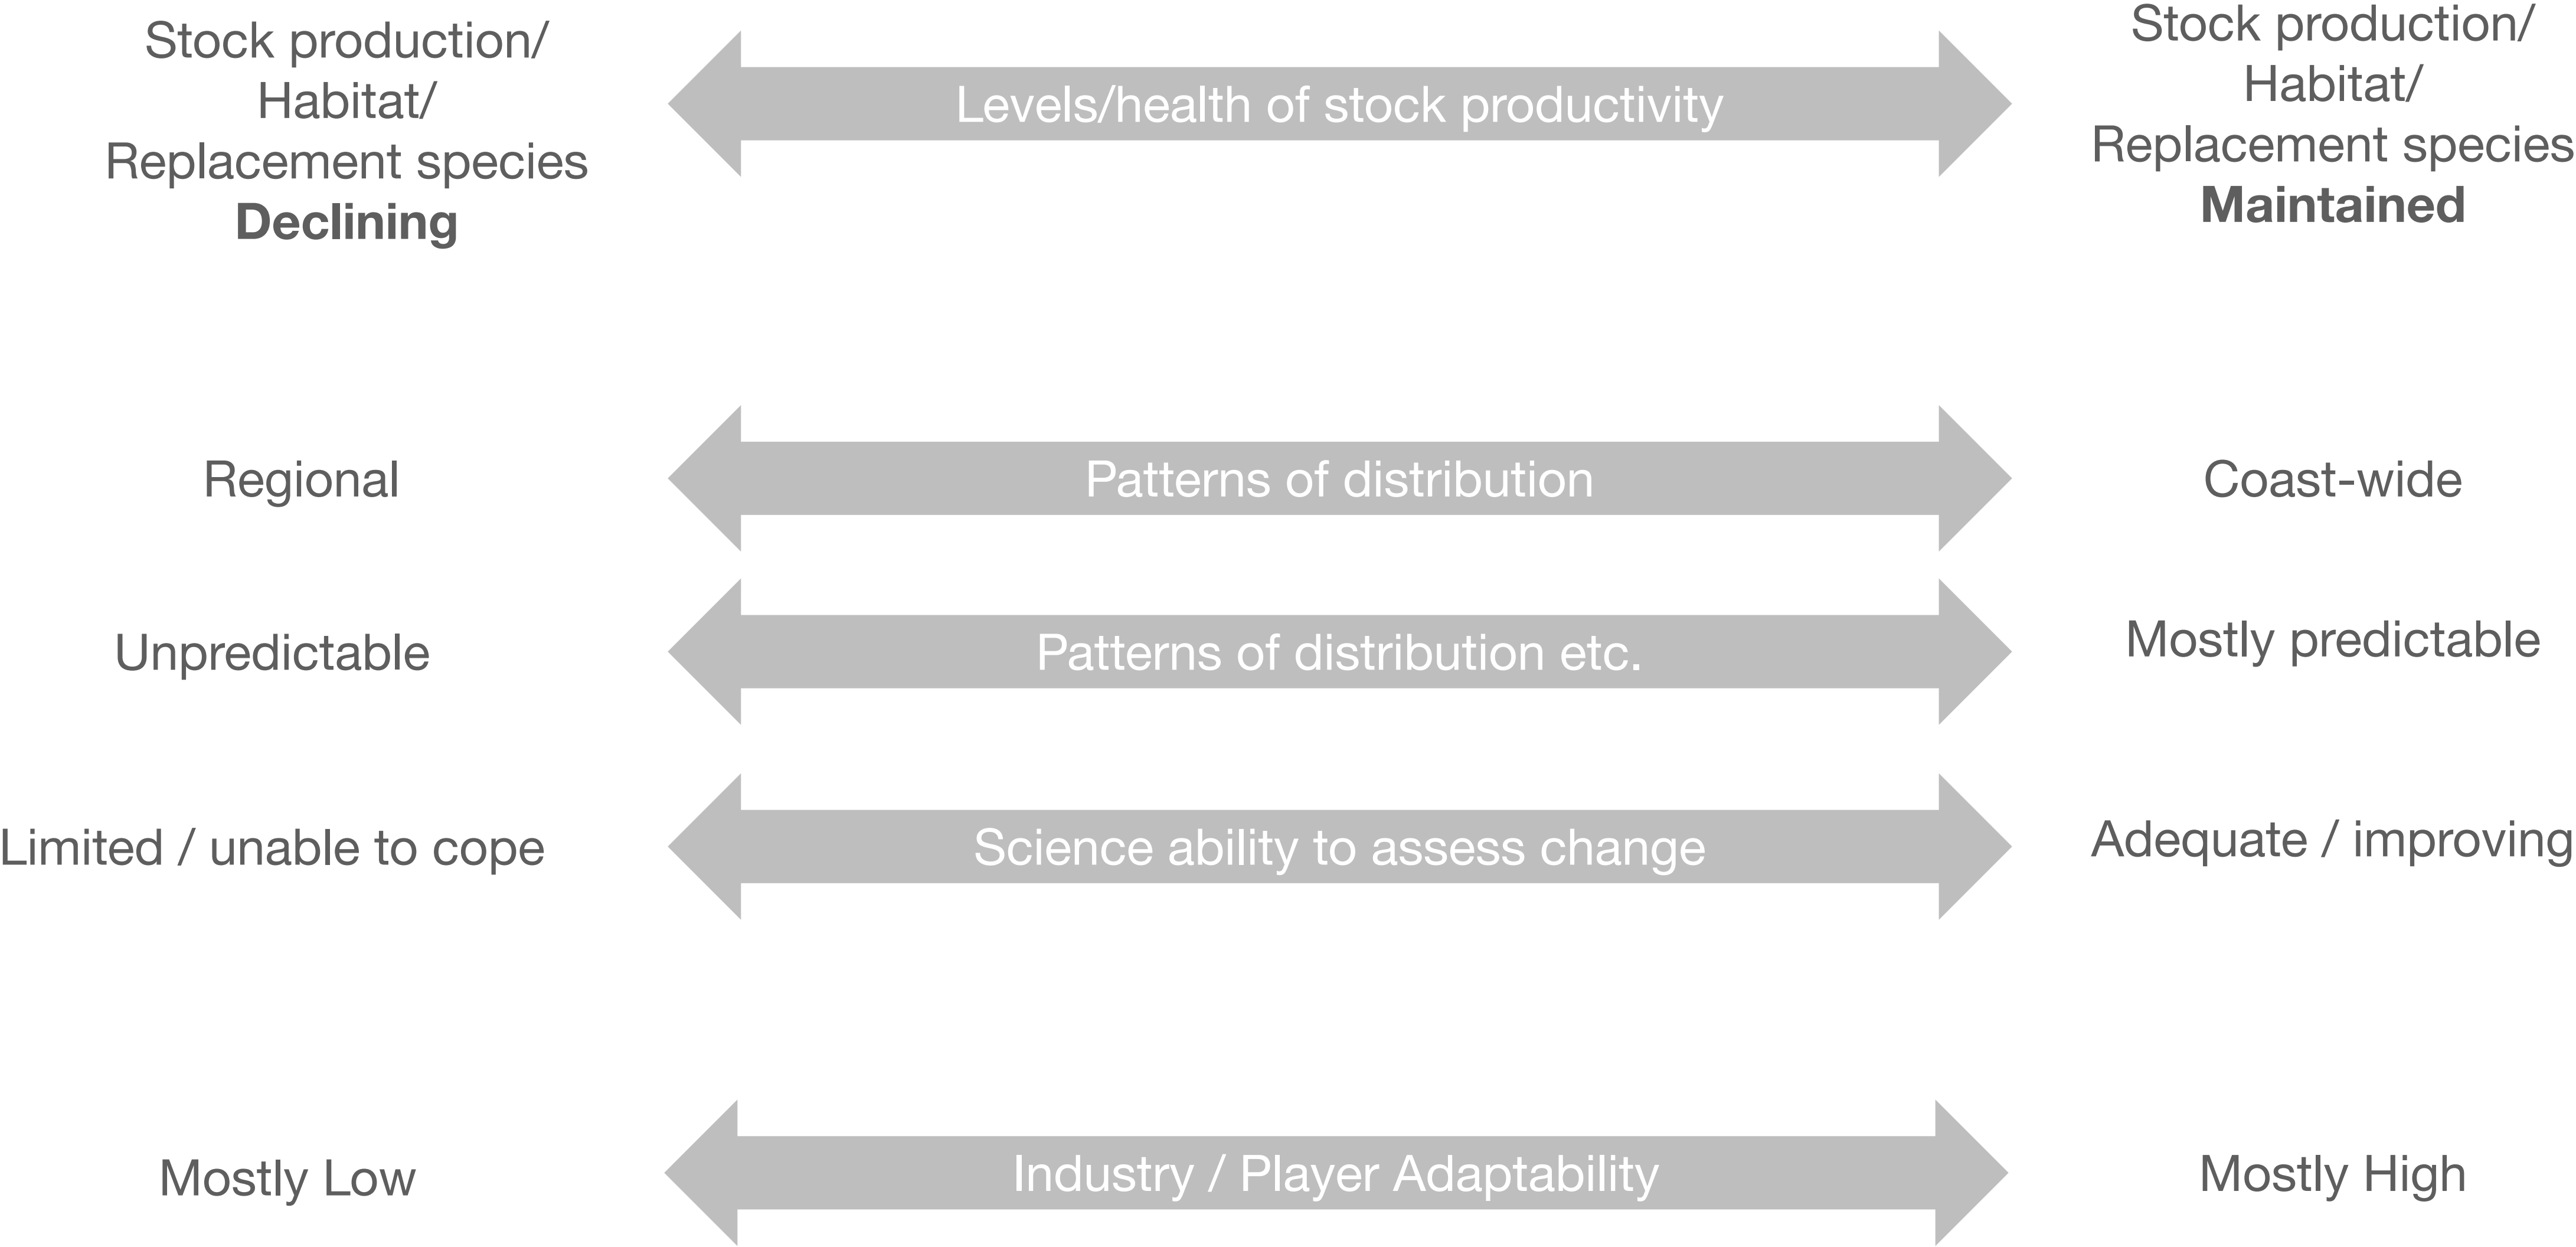 Stock production/
Habitat/
Replacement species
Declining
Levels/health of stock productivity
Stock production/
Habitat/
Replacement species
Maintained
Regional
Patterns of distribution
Coast-wide
Unpredictable
Patterns of distribution etc.
Mostly predictable
Limited / unable to cope
Science ability to assess change
Adequate / improving
Mostly Low
Industry / Player Adaptability
Mostly High